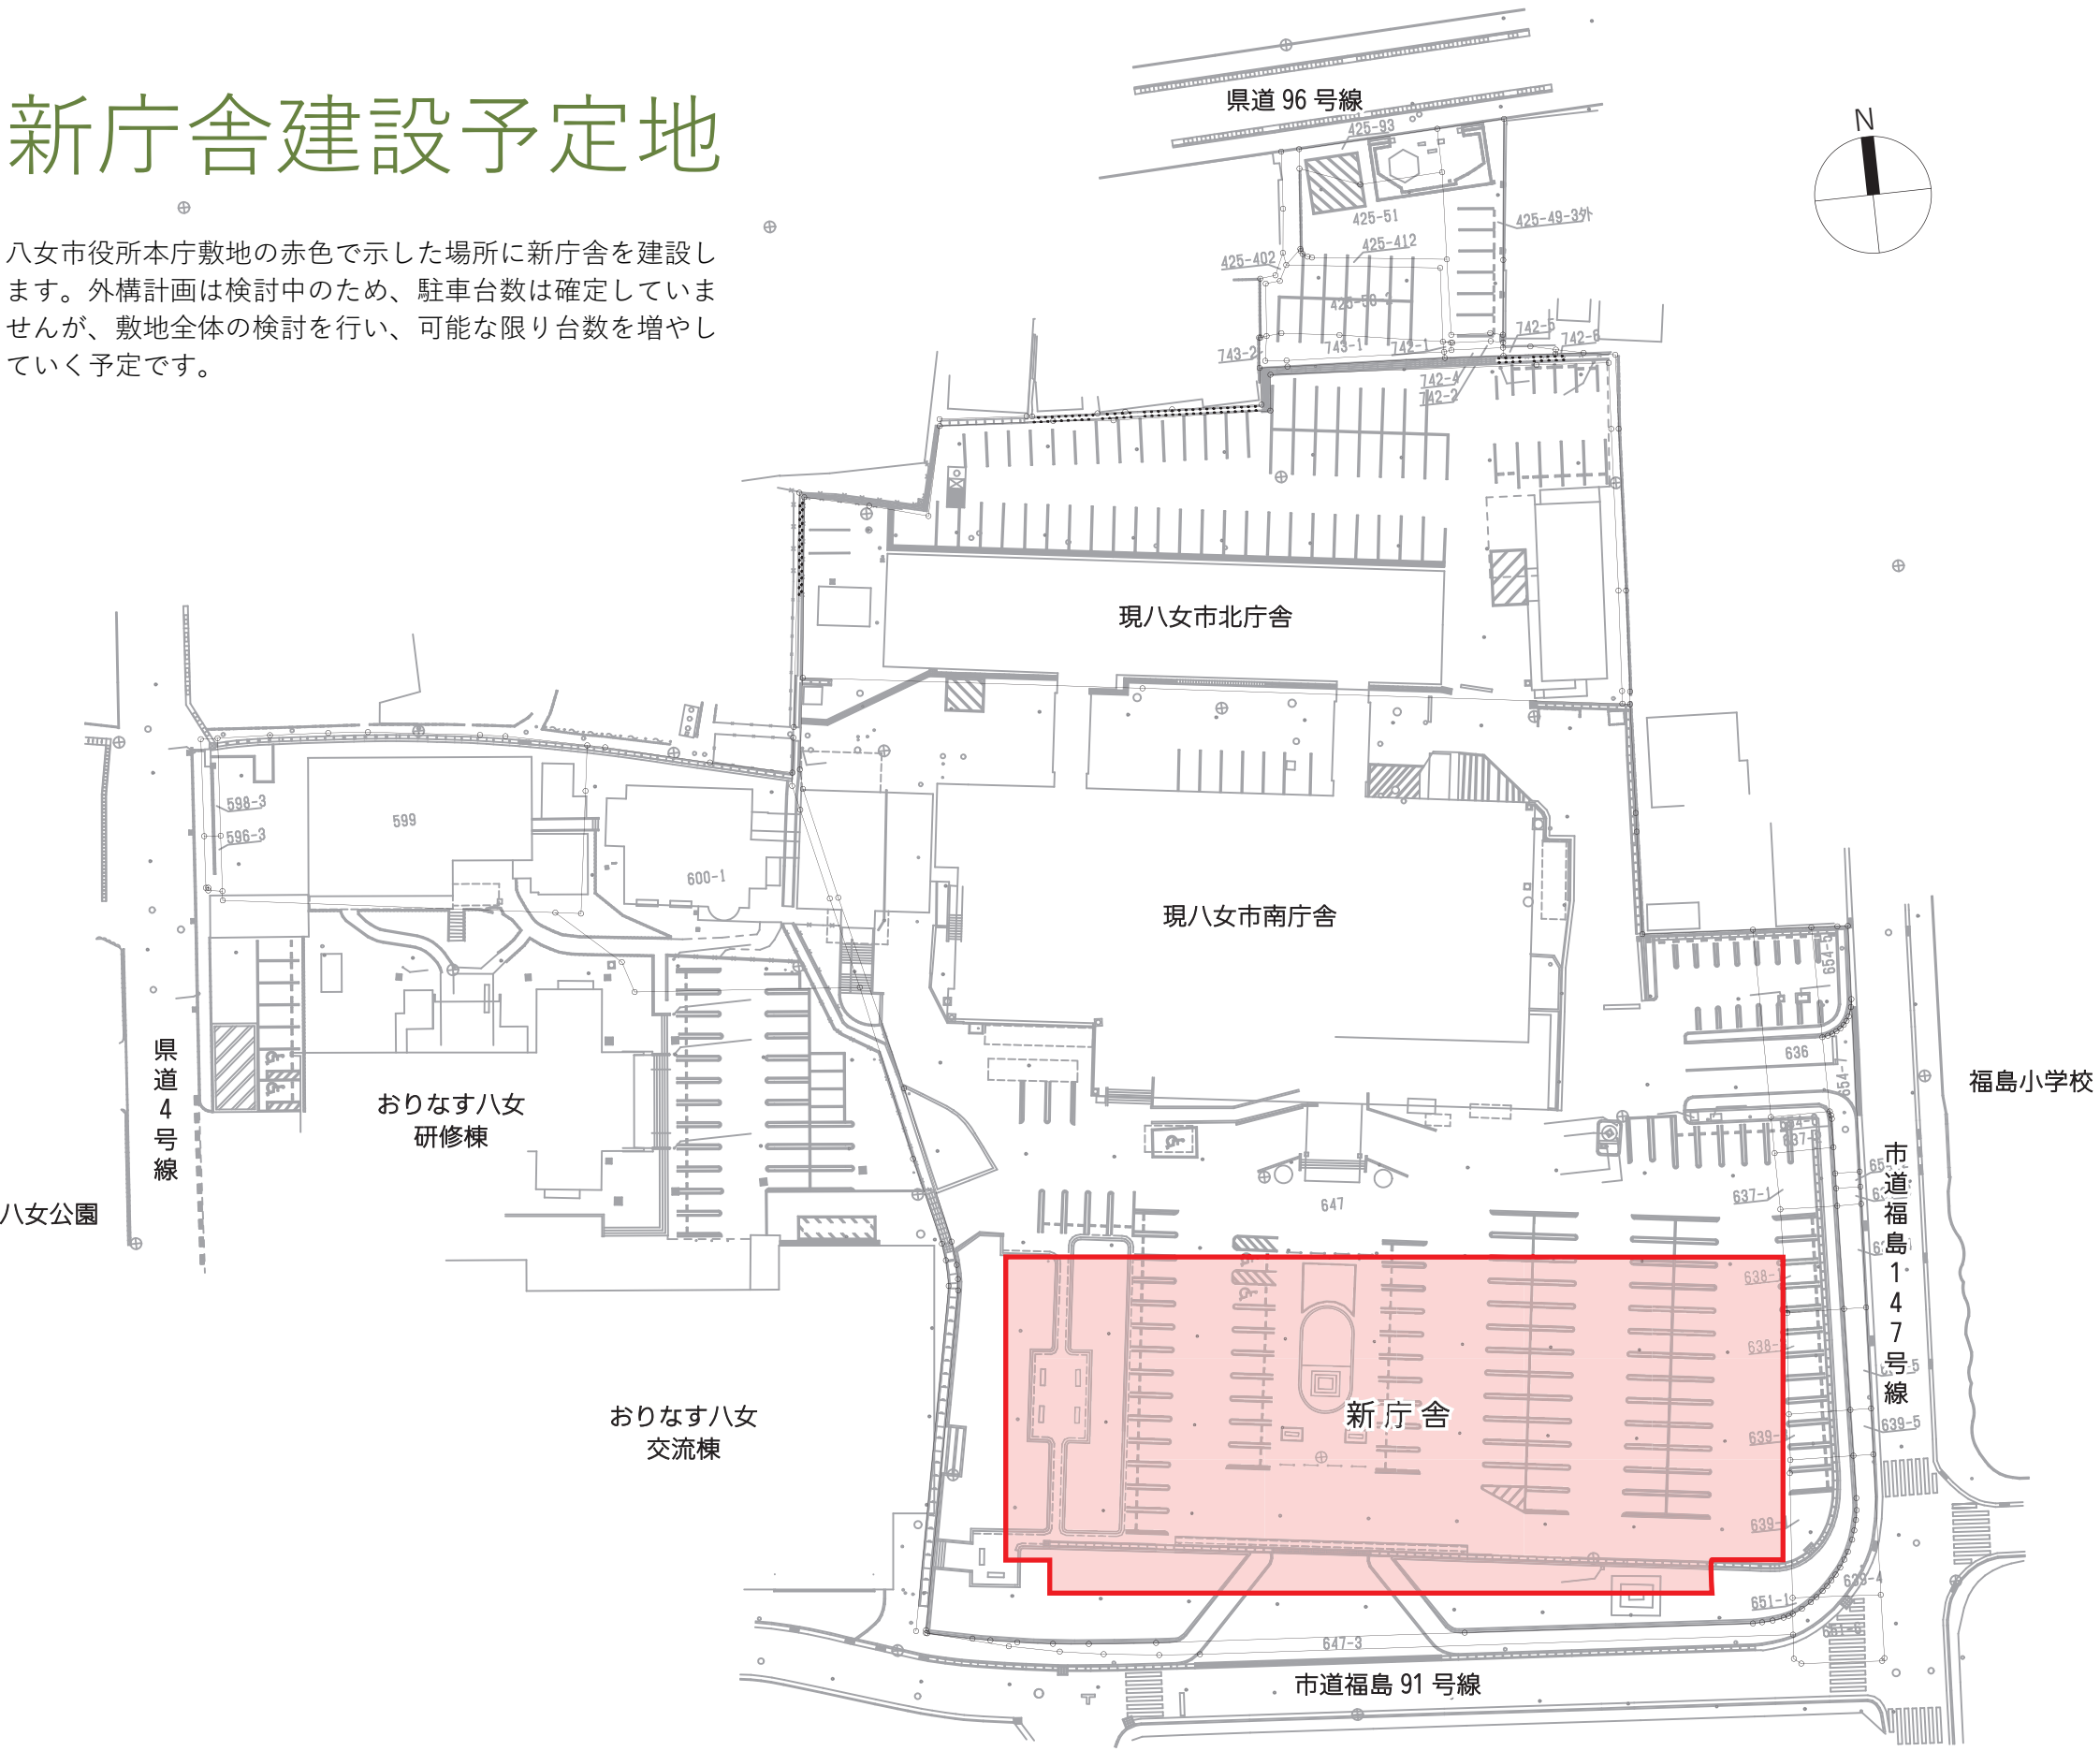 新庁舎建設予定地
八女市役所本庁敷地の赤色で示した場所に新庁舎を建設し
ます。外構計画は検討中のため、駐車台数は確定していま
せんが、敷地全体の検討を行い、可能な限り台数を増やし
ていく予定です。
県道 96 号線
N
425-93
425-51
425-49-3外
425-412
425-402
743-2
743-1
742-1
742-5
742-6
742-4
742-2
現八女市北庁舎
598-3
596-3
599
600-1
現八女市南庁舎
636
県道4号線
おりなす八女
研修棟
福島小学校
八女公園
647
637-1
市道福島147号線
おりなす八女
交流棟
新庁舎
639-5
651-1
647-3
市道福島 91 号線